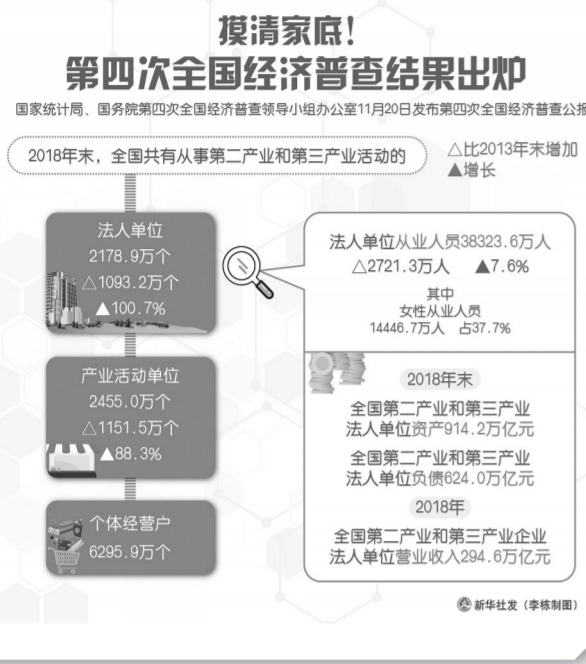 摸清家底！
第四次全国经济普查结果出炉
国家统计局、国务院第四次全国经济普查领导小组办公室11月20日发布第四次全国经济普查公报
2018年末，全国共有从事第二产业和第三产业活动的
△比2013年末增加
▲增长
法人单位
2178.9万个
△1093.2万个
▲100.7%
产业活动单位
2455.0万个
△1151.5万个
▲88.3%
个体经营户
6295.9万个
法人单位从业人员38323.6万人
△2721.3万人 ▲7.6%
其中
女性从业人员
14446.7万人 占37.7%
2018年末
全国第二产业和第三产业
法人单位资产914.2万亿元
全国第二产业和第三产业
法人单位负债624.0万亿元
2018年
全国第二产业和第三产业企业
法人单位营业收入294.6万亿元
新华社发（李栋制图）